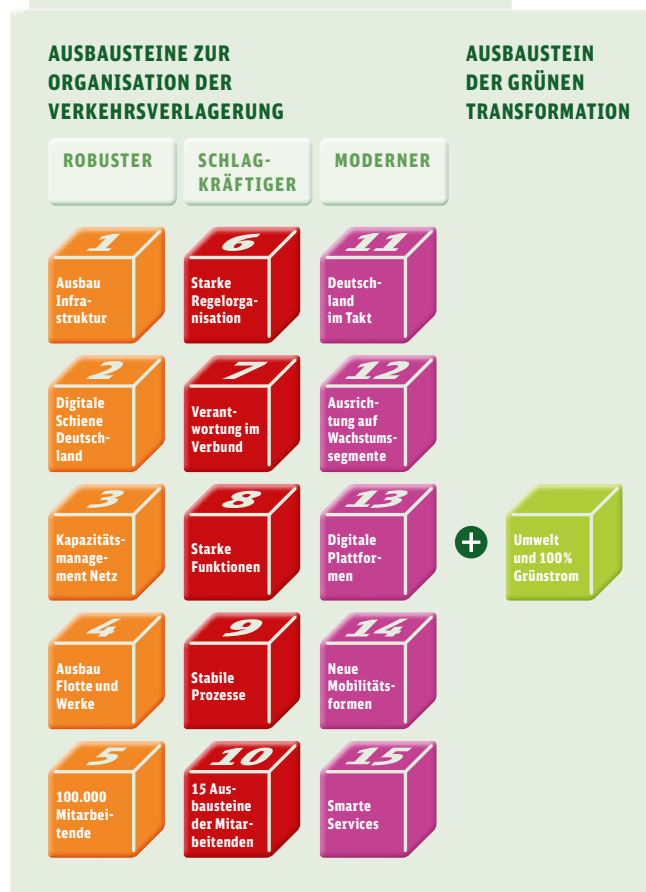 AUSBAUSTEINE ZUR
ORGANISATION DER
VERKEHRSVERLAGERUNG
AUSBAUSTEIN
DER GRÜNEN
TRANSFORMATION
ROBUSTER
SCHLAG-
KRÄFTIGER
MODERNER
1
Ausbau
Infra-
struktur
6
Starke
Regelorga-
nisation
11
Deutsch-
land
im Takt
2
Digitale
Schiene
Deutsch-
land
7
Verant-
wortung im
Verbund
12
Ausrich-
tung auf
Wachstums-
segmente
3
Kapazitäts-
manage-
ment Netz
8
Starke
Funktionen
13
Digitale
Plattfor-
men
+
Umwelt
und 100%
Grünstrom
4
Ausbau
Flotte und
Werke
9
Stabile
Prozesse
14
Neue
Mobilitäts-
formen
5
100.000
Mitarbei-
tende
10
15 Aus-
bausteine
der Mitar-
beitenden
15
Smarte
Services